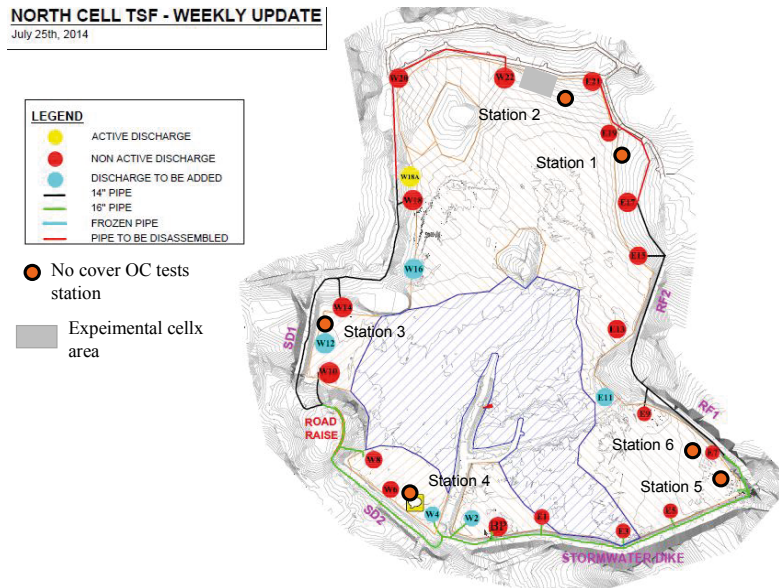 NORTH CELL TSF - WEEKLY UPDATE
July 25th, 2014
LEGEND
ACTIVE DISCHARGE
NON ACTIVE DISCHARGE
DISCHARGE TO BE ADDED
14" PIPE
16" PIPE
FROZEN PIPE
PIPE TO BE DISASSEMBLED
No cover OC tests
station
Expeimental cellx
area
W20
W22
E21
Station 2
E19
Station 1
W18A
W18
E17
E15
W16
RF2
W14
Station 3
SD1
W12
E13
W10
E11
RF1
E9
ROAD
RAISE
Station 6
E7
W8
Station 5
Station 4
W6
W4
W2
E1
E5
E3
SD2
STORMWATER DIKE